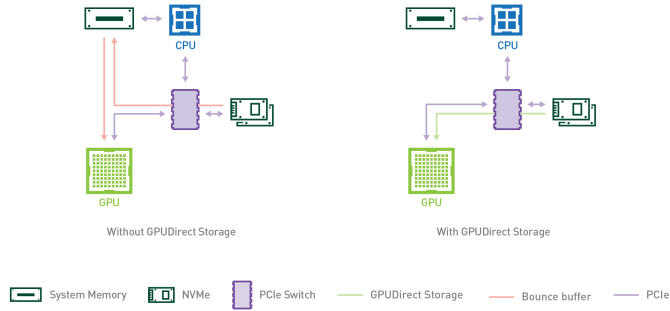 CPU
CPU
GPU
GPU
Without GPUDirect Storage
With GPUDirect Storage
System Memory
NVMe
PCIe Switch
GPUDirect Storage
Bounce buffer
PCIe